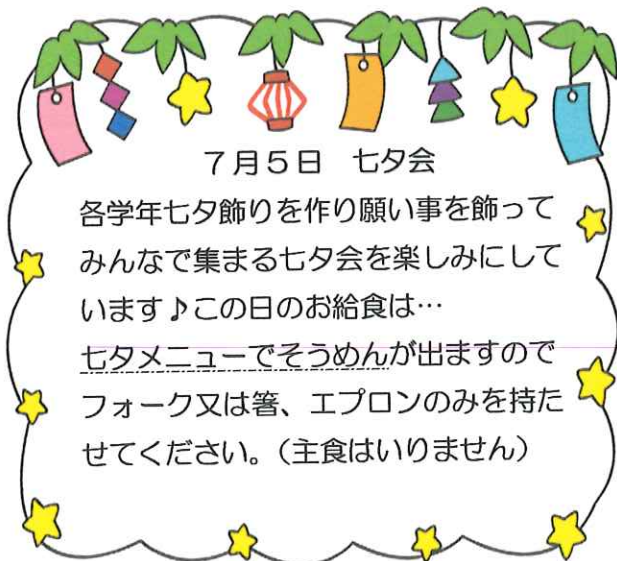 7月5日　七夕会
各学年七夕飾りを作り願い事を飾って
みんなで集まる七夕会を楽しみにして
います♪この日のお給食は…
七夕メニューでそうめんが出ますので
フォーク又は箸、エプロンのみを持た
せてください。（主食はいりません）